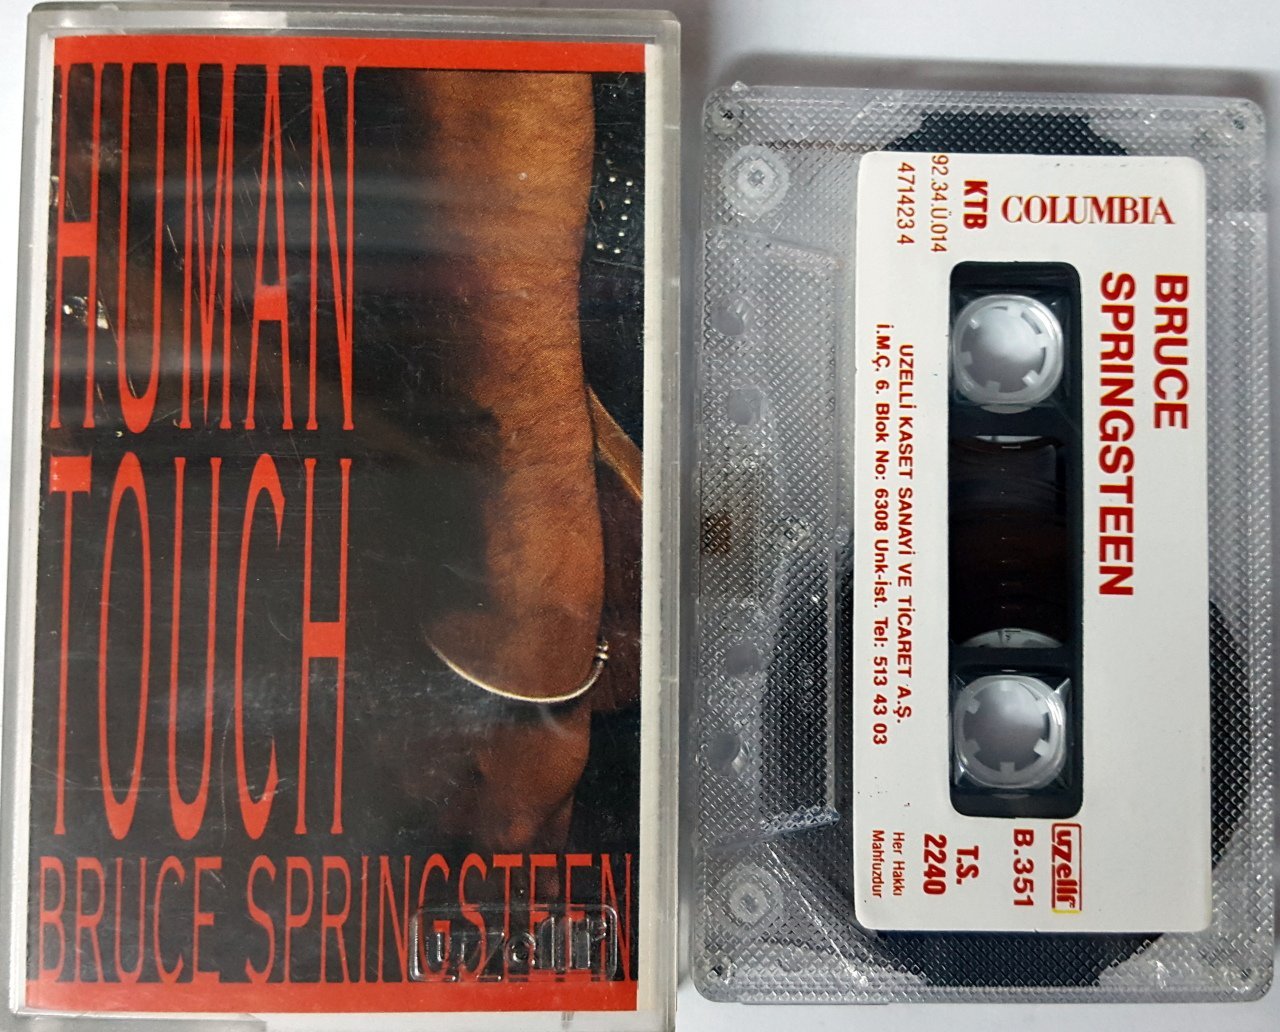 HUMAN
TOUCH
BRUCE SPRINGSTEEN
uzelli
BRUCE
SPRINGSTEEN
COLUMBIA
KTB
92.34.Ü.014
471423 4
UZELLİ KASET SANAYİ VE TİCARET A.Ş.
İ.M.Ç. 6. Blok No: 6308 Unk-İst. Tel: 513 43 03
uzelli
B.351
T.S.
2240
Her Hakkı
Mahfuzdur